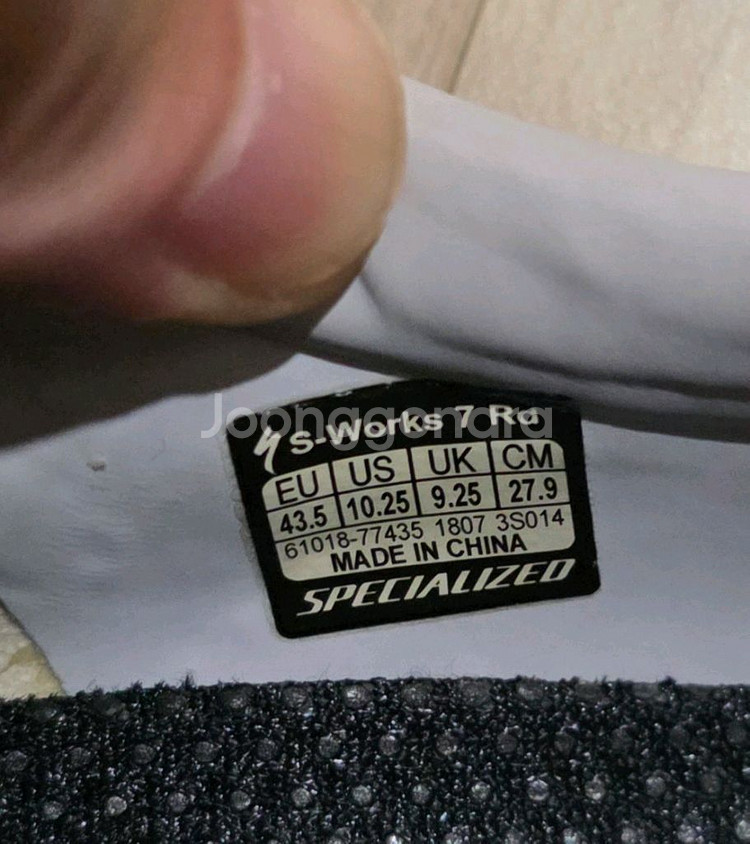 Joonggonara
S-Works 7 Rd
EU US UK CM
43.5 10.25 9.25 27.9
61018-77435 1807 3S014
MADE IN CHINA
SPECIALIZED